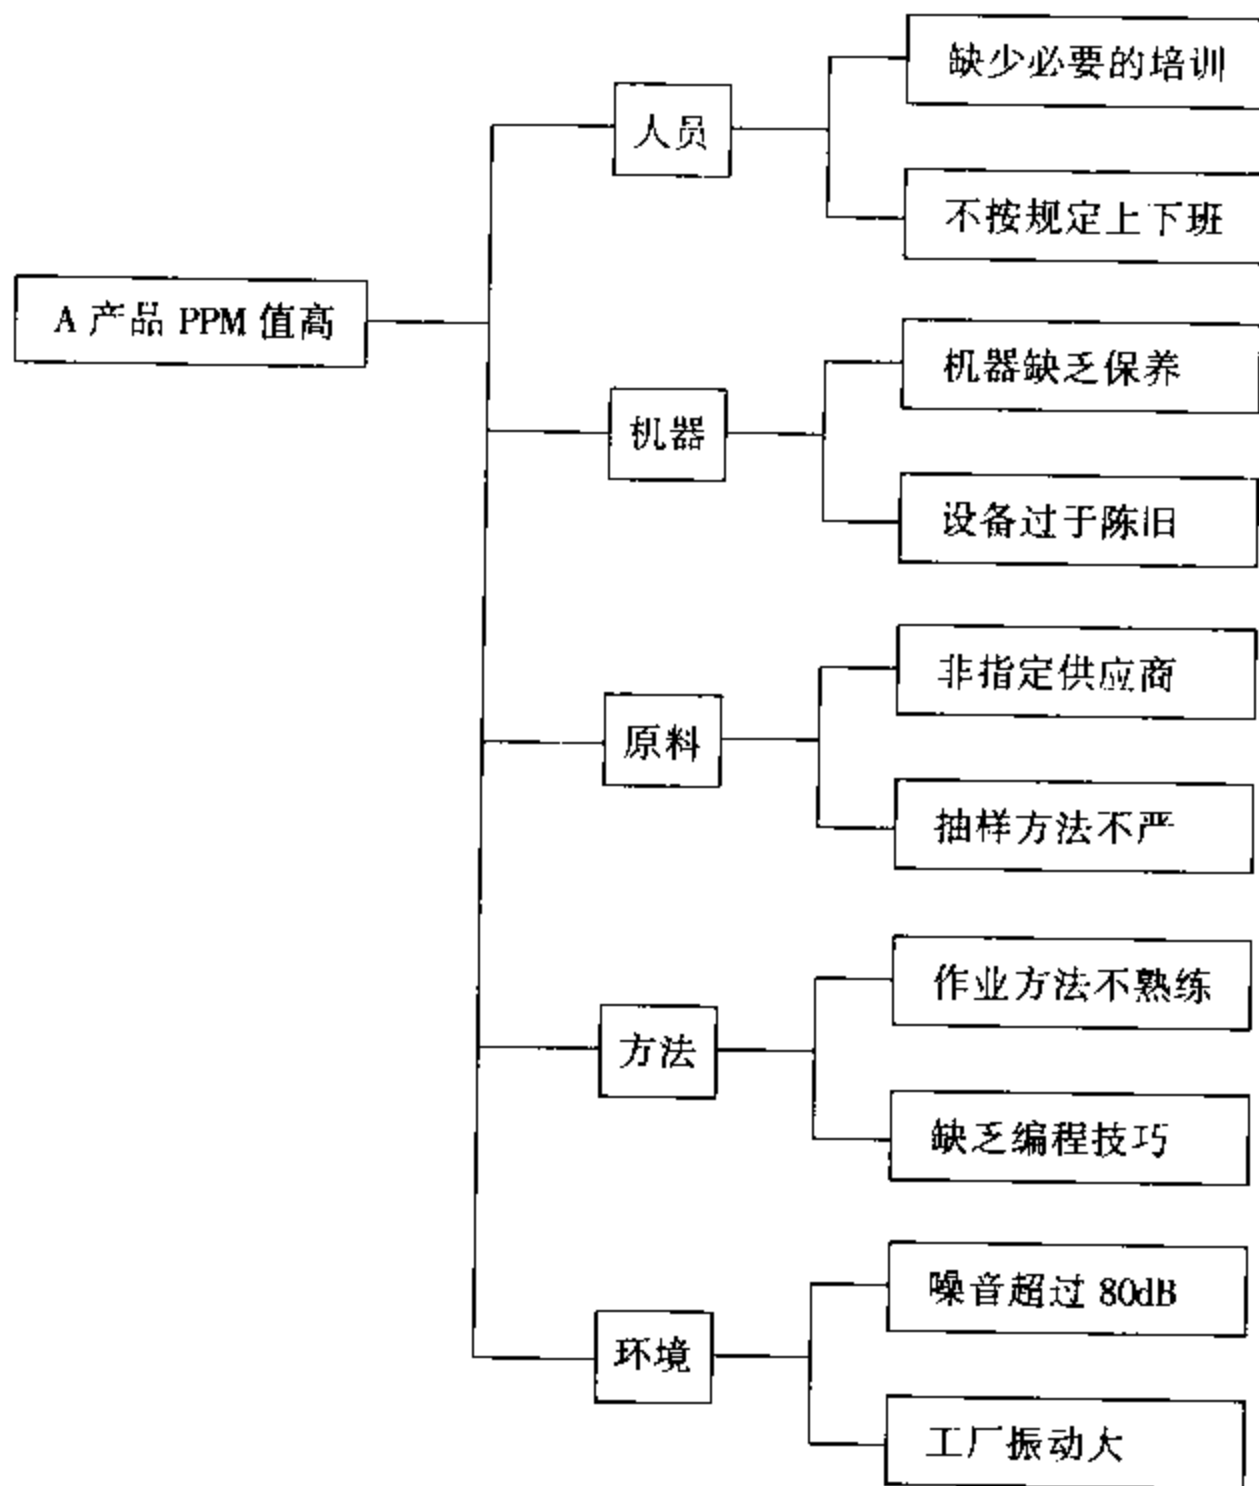 A 产品 PPM 值高
人员
缺少必要的培训
不按规定上下班
机器
机器缺乏保养
设备过于陈旧
原料
非指定供应商
抽样方法不严
方法
作业方法不熟练
缺乏编程技巧
环境
噪音超过 80dB
工厂振动大